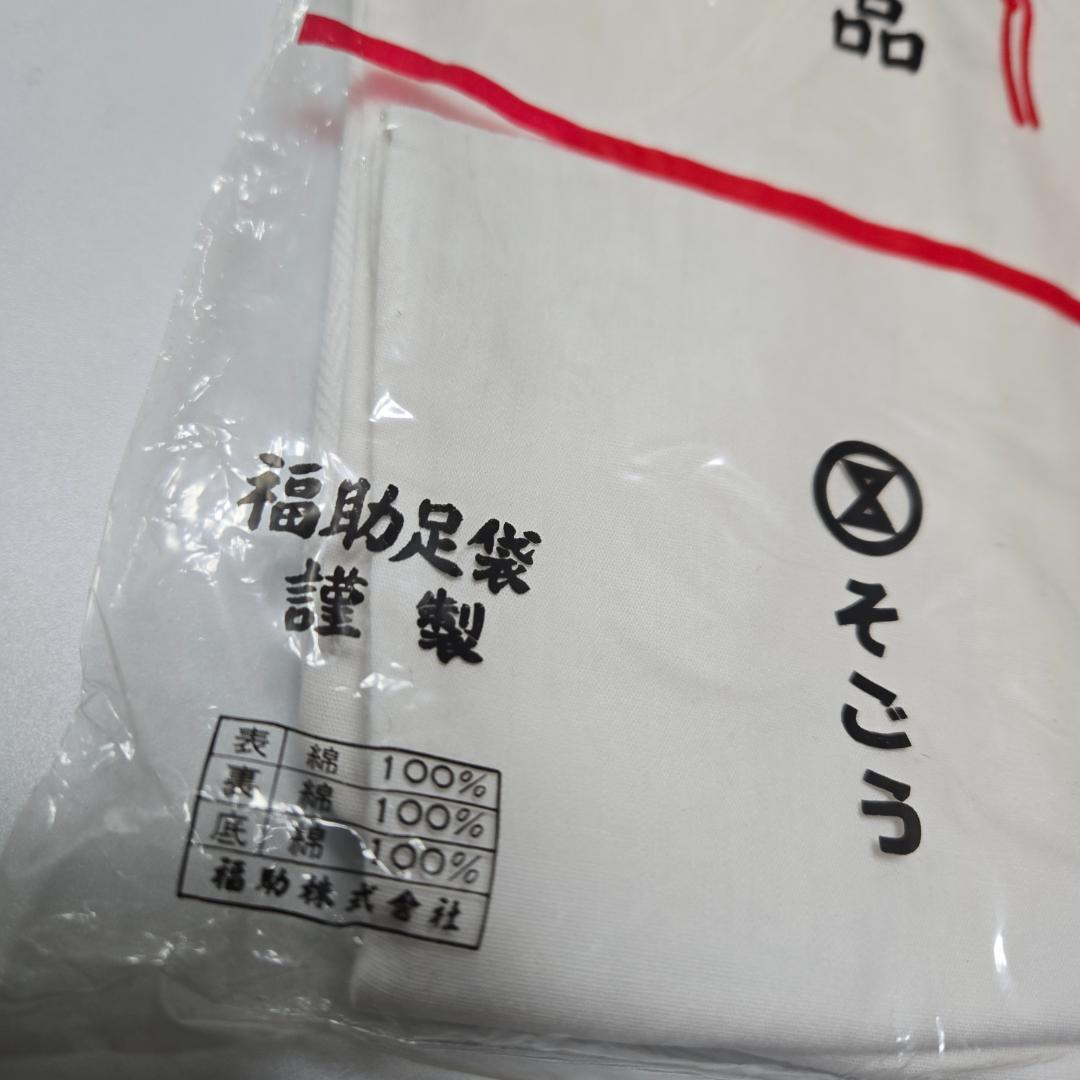 品
そごう
福助足袋
謹製
表 綿 100%
裏 綿 100%
底 綿 100%
福助株式会社